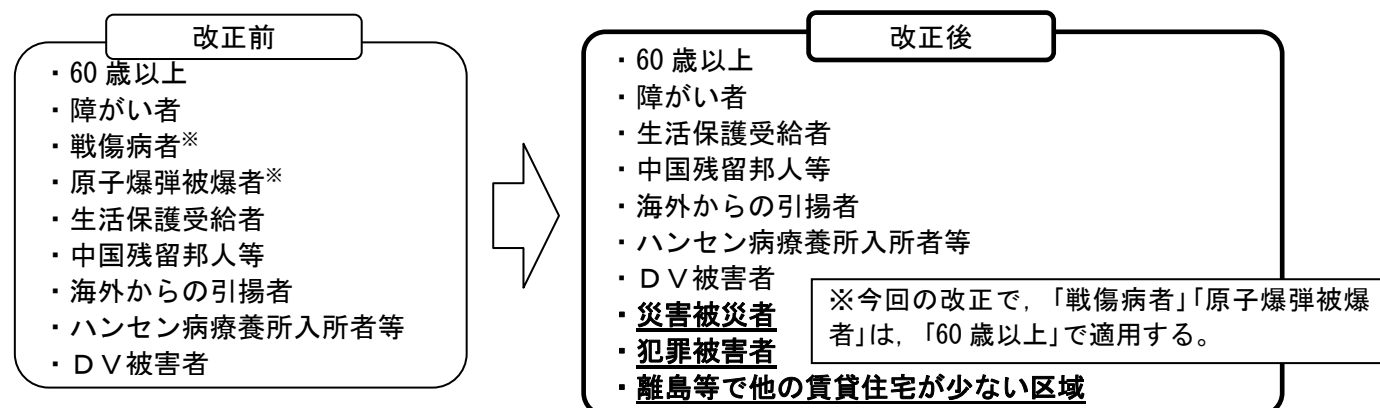 改正前
・60 歳以上
・障がい者
・戦傷病者※
・原子爆弾被爆者※
・生活保護受給者
・中国残留邦人等
・海外からの引揚者
・ハンセン病療養所入所者等
・ＤＶ被害者
改正後
・60 歳以上
・障がい者
・生活保護受給者
・中国残留邦人等
・海外からの引揚者
・ハンセン病療養所入所者等
・ＤＶ被害者
・災害被災者
・犯罪被害者
・離島等で他の賃貸住宅が少ない区域
※今回の改正で，「戦傷病者」「原子爆弾被爆
者」は，「60 歳以上」で適用する。